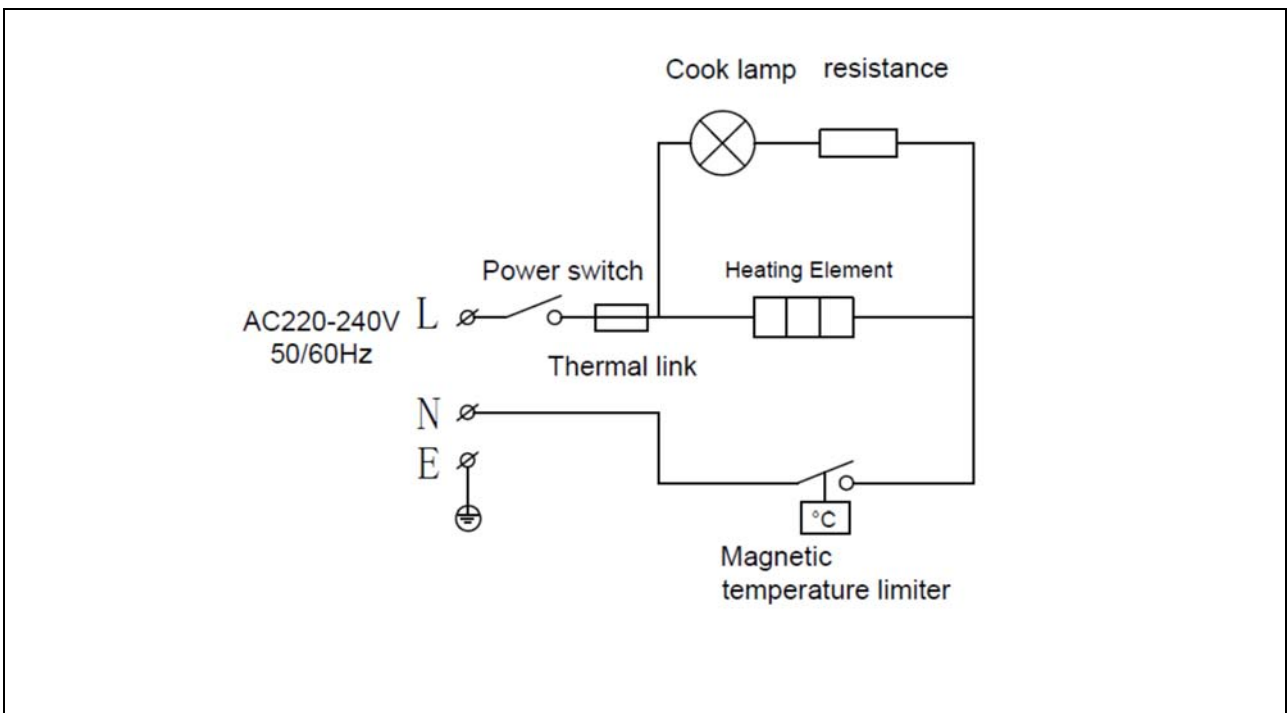 Cook lamp resistance
Power switch
Heating Element
AC220-240V L
50/60Hz
Thermal link
N
E
°C
Magnetic
temperature limiter